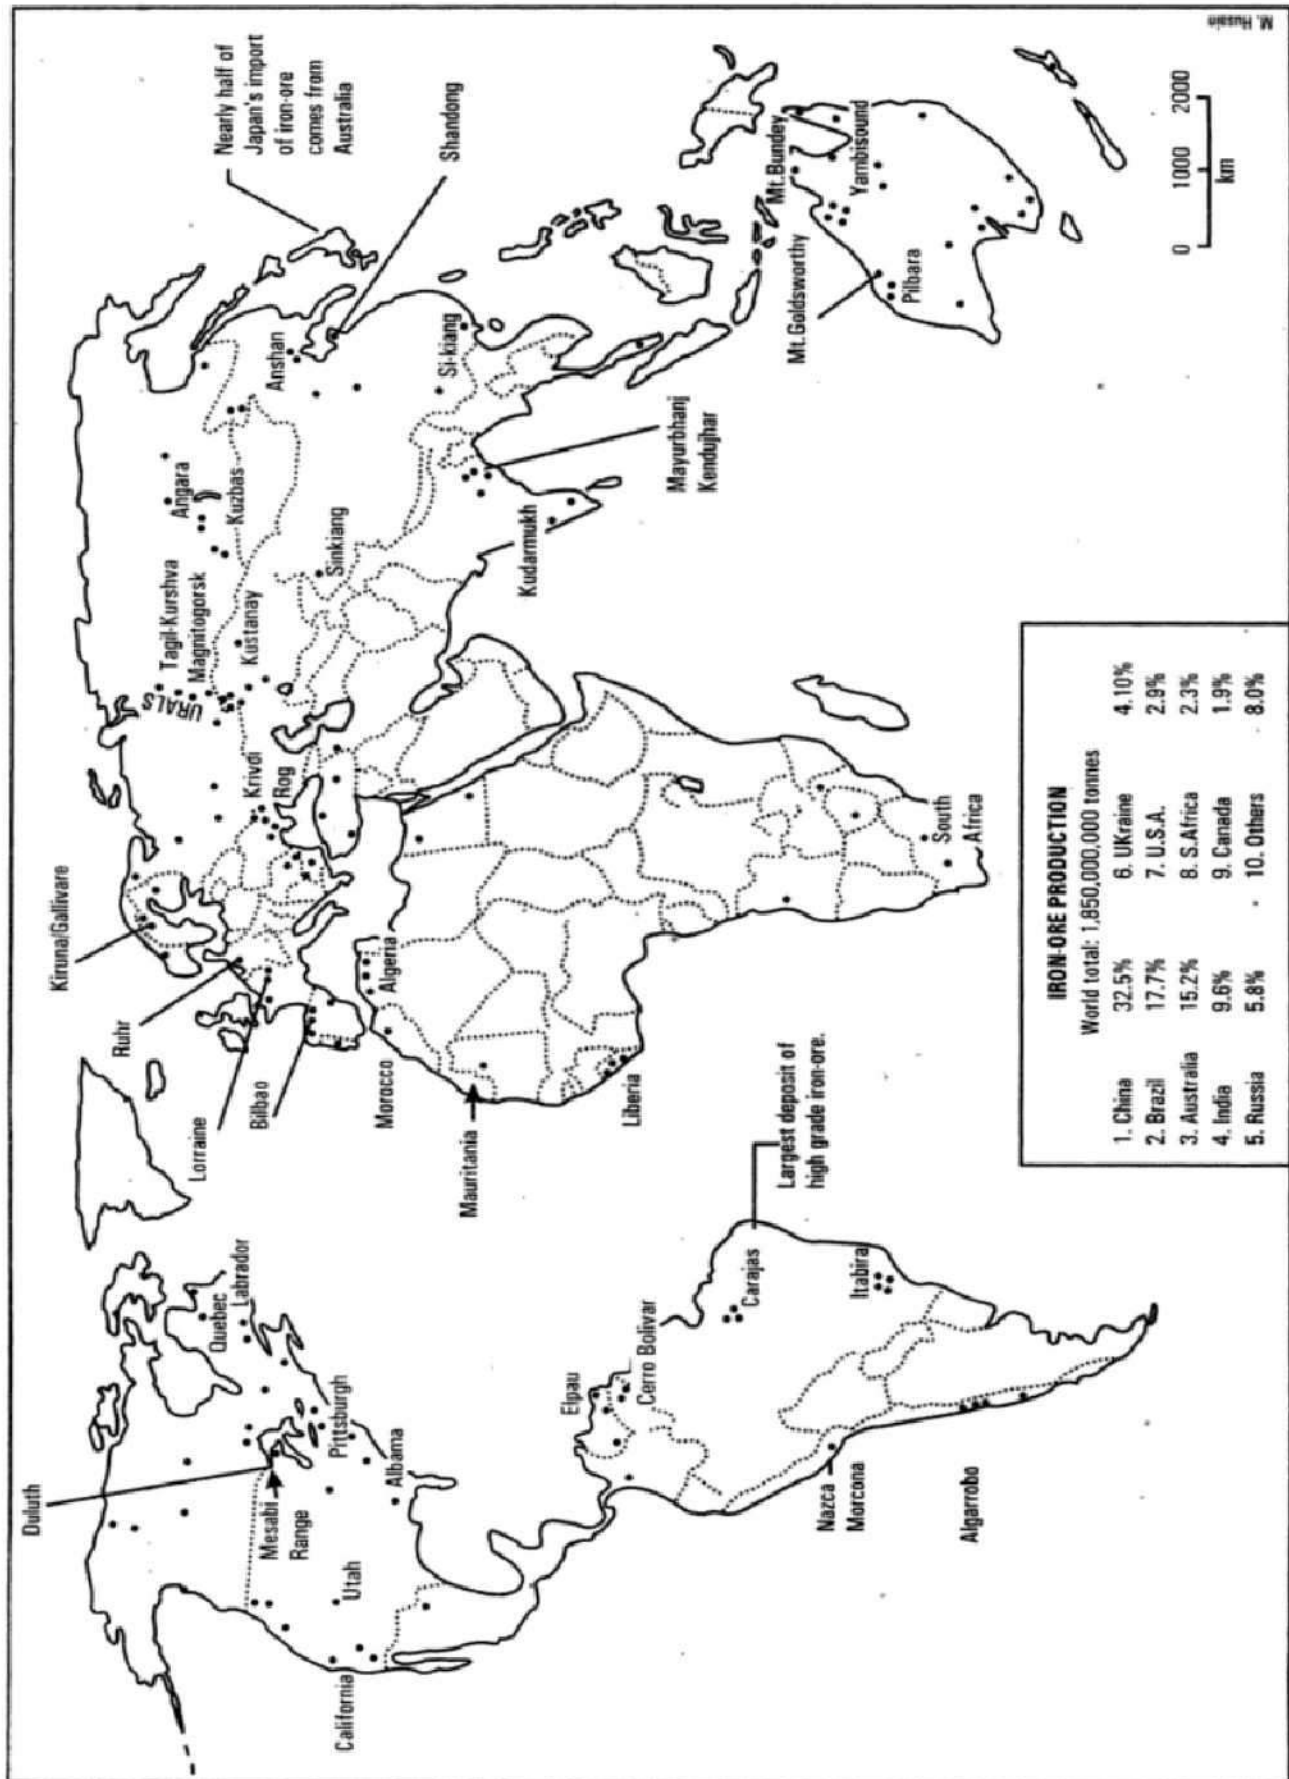 Duluth
Mesabi
Range
Quebec
Labrador
Pittsburgh
Albama
Utah
California
Elpau
Cerro Bolivar
Carajas
Itabira
Largest deposit of
high grade iron-ore.
Nazca
Morcona
Algarrobo
Kiruna/Gallivare
Ruhr
Lorraine
Bilbao
Morocco
Algeria
Mauritania
Liberia
South
Africa
Krivoi
Rog
URALS
Tagil-Kurshva
Magnitogorsk
Kustanay
Angara
Kuzbas
Sinkiang
Anshan
Si-kiang
Shandong
Nearly half of
Japan's import
of iron-ore
comes from
Australia
Kudarmukh
Mayurbhanj
Kendujhar
Mt.Goldsworthy
Pilbara
Mt.Bundey
Yambisound
0 1000 2000
km
IRON-ORE PRODUCTION
World total: 1,850,000,000 tonnes
1. China 32.5% 6. UKraine 4.10%
2. Brazil 17.7% 7. U.S.A. 2.9%
3. Australia 15.2% 8. S.Africa 2.3%
4. India 9.6% 9. Canada 1.9%
5. Russia 5.8% 10. Others 8.0%
M. Husain